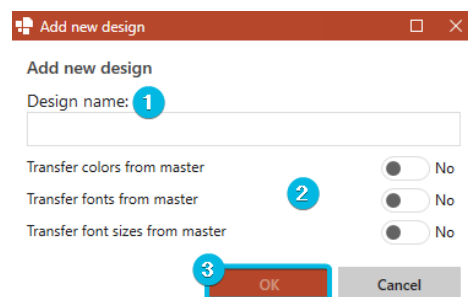 Add new design
Add new design
Design name: 1
Transfer colors from master No
Transfer fonts from master 2 No
Transfer font sizes from master No
3 OK Cancel